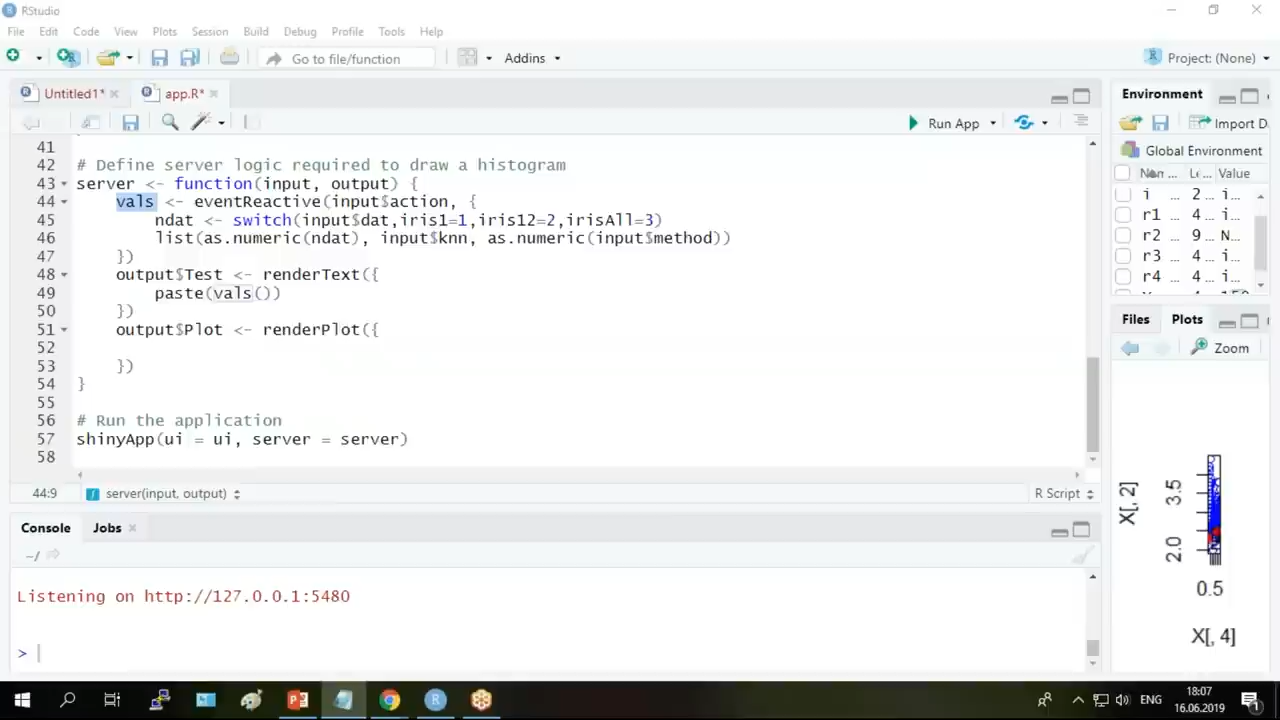 RStudio
File Edit Code View Plots Session Build Debug Profile Tools Help
Go to file/function Addins Project: (None)
Untitled1* app.R*
Run App
41
42 # Define server logic required to draw a histogram
43 server <- function(input, output) {
44 vals <- eventReactive(input$action, {
45 ndat <- switch(input$dat,iris1=1,iris12=2,irisAll=3)
46 list(as.numeric(ndat), input$knn, as.numeric(input$method))
47 })
48 output$Test <- renderText({
49 paste(vals())
50 })
51 output$Plot <- renderPlot({
52
53 })
54 }
55
56 # Run the application
57 shinyApp(ui = ui, server = server)
58
44:9 server(input, output) R Script
Console Jobs
~/
Listening on http://127.0.0.1:5480
>
Environment
Import D
Global Environment
... L... Value
i 2 ... i...
r1 4 ... i...
r2 9 ... N...
r3 4 ... i...
r4 4 ... i...
Files Plots
Zoom
X[, 2]
2.0 3.5
0.5
X[, 4]
ENG
18:07
16.06.2019
1